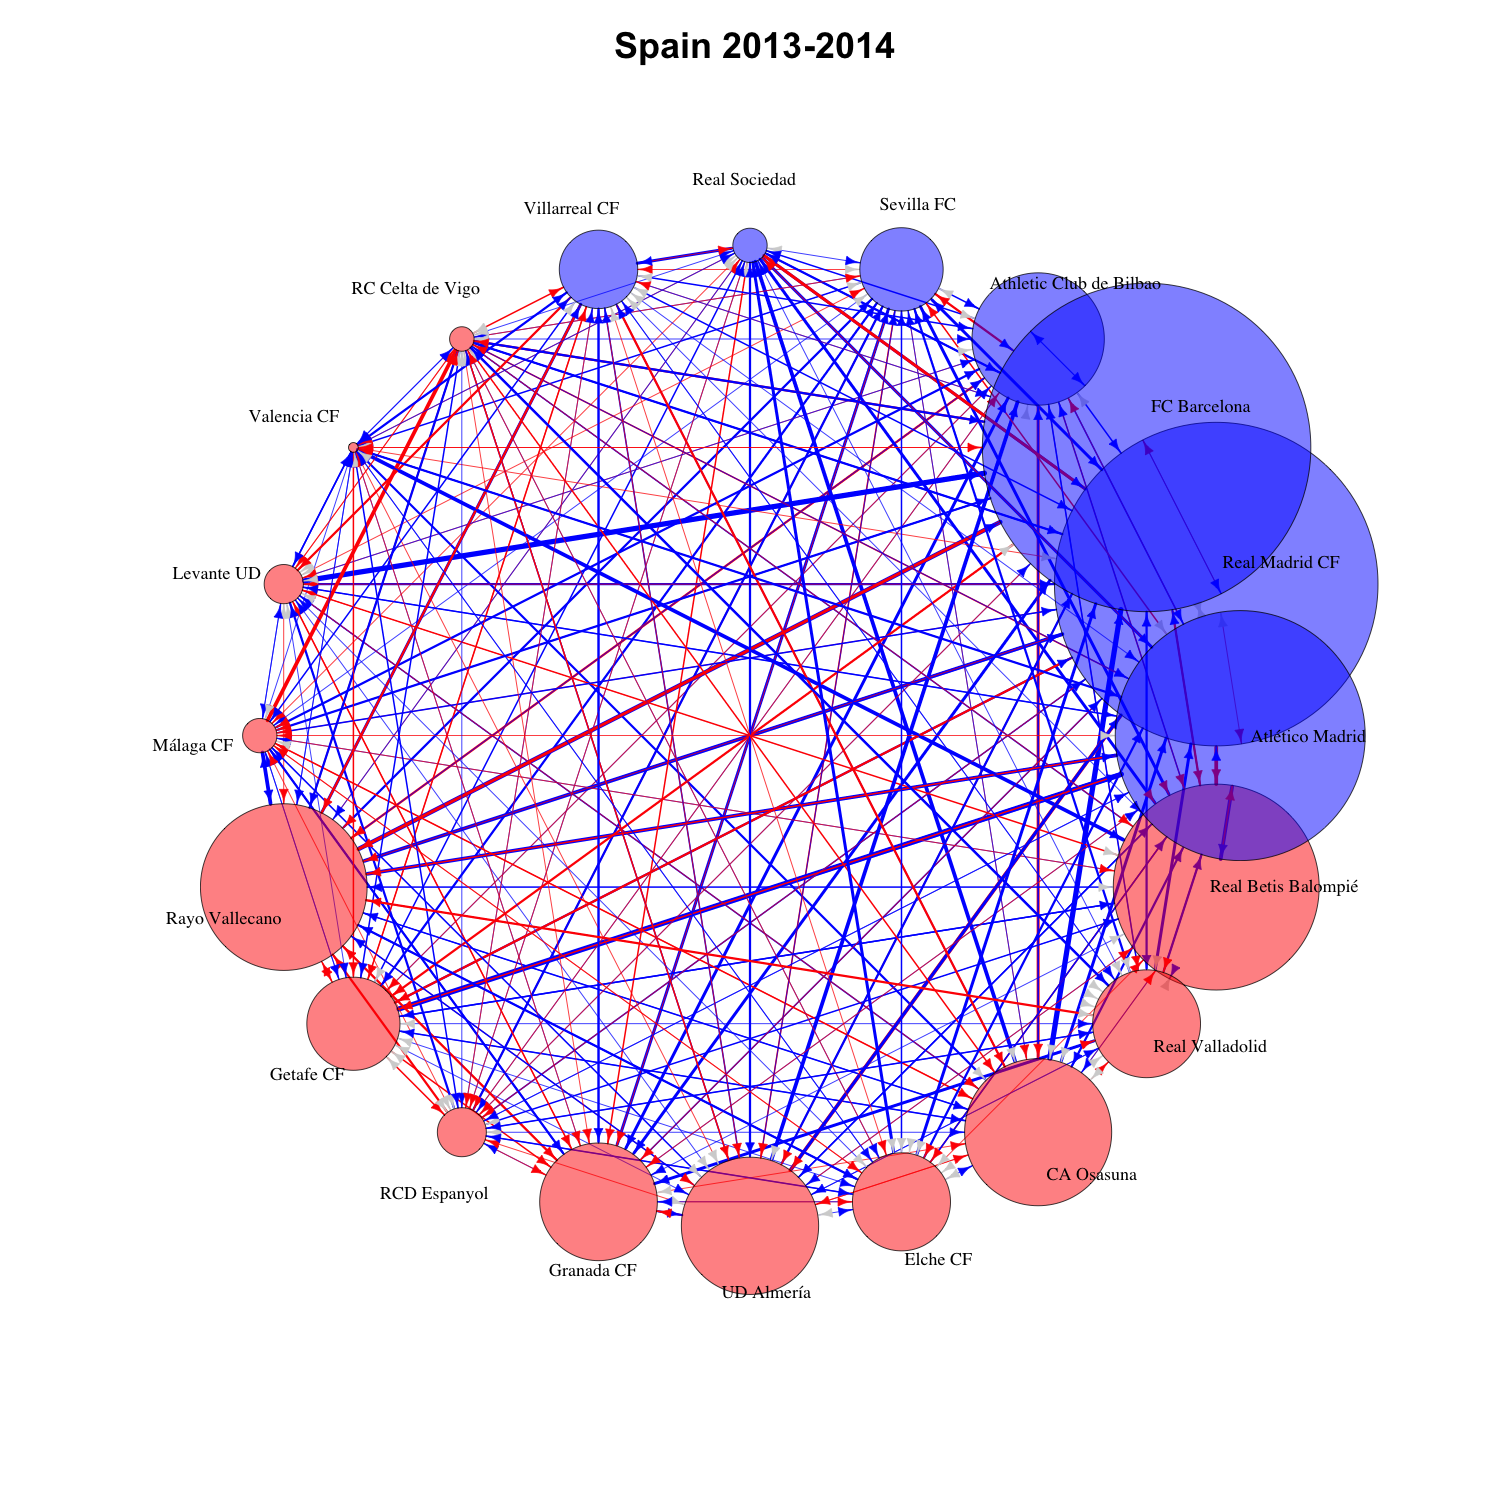 Spain 2013-2014
Real Sociedad
Villarreal CF
Sevilla FC
RC Celta de Vigo
Athletic Club de Bilbao
Valencia CF
FC Barcelona
Levante UD
Real Madrid CF
Málaga CF
Atlético Madrid
Rayo Vallecano
Real Betis Balompié
Getafe CF
Real Valladolid
RCD Espanyol
CA Osasuna
Granada CF
Elche CF
UD Almería